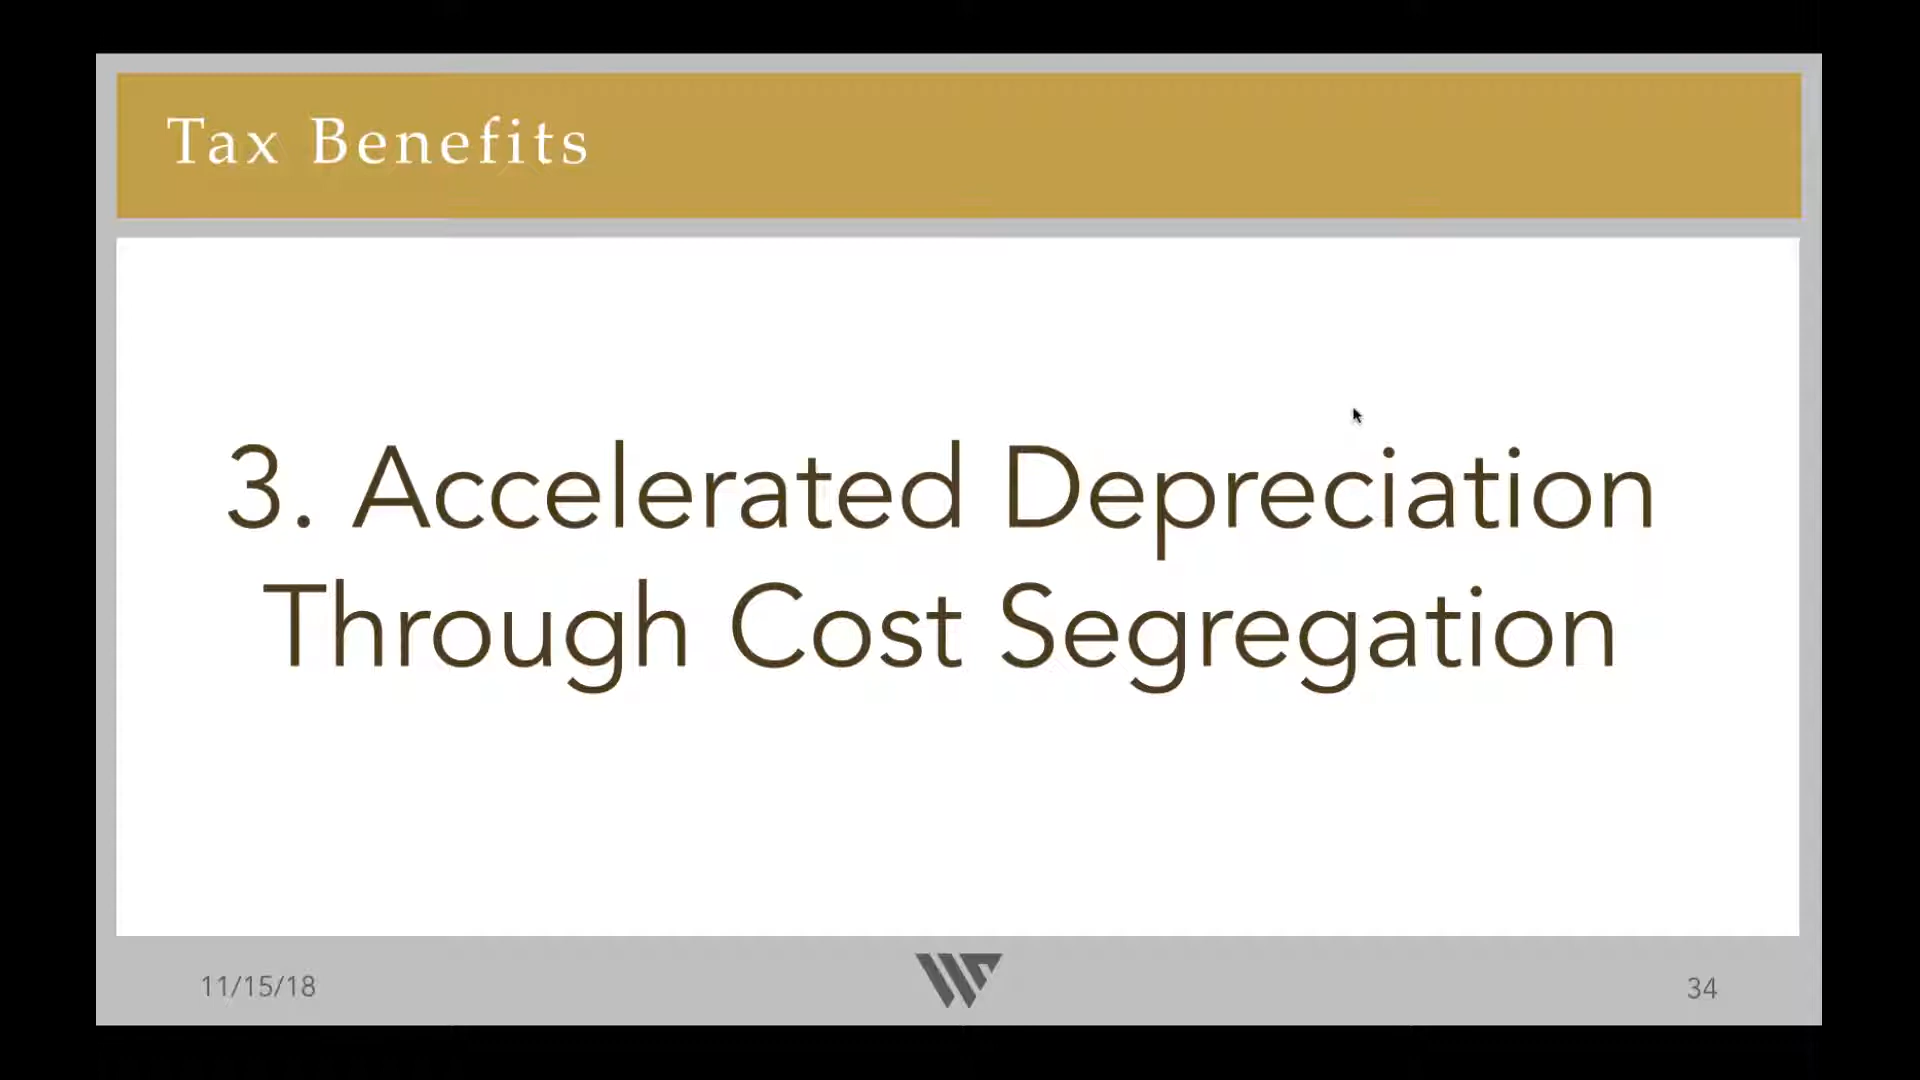 Tax Benefits
3. Accelerated Depreciation
Through Cost Segregation
11/15/18
34